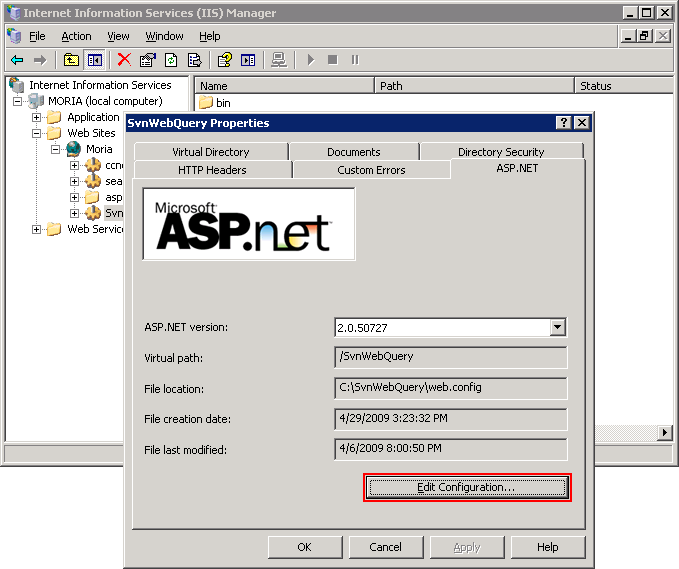 Internet Information Services (IIS) Manager
File Action View Window Help
Internet Information Services
MORIA (local computer)
Application
Web Sites
Moria
ccne
sea
asp
Svn
Web Service
Name Path Status
bin
SvnWebQuery Properties
Virtual Directory Documents Directory Security
HTTP Headers Custom Errors ASP.NET
Microsoft
ASP.net
ASP.NET version: 2.0.50727
Virtual path: /SvnWebQuery
File location: C:\SvnWebQuery\web.config
File creation date: 4/29/2009 3:23:32 PM
File last modified: 4/6/2009 8:00:50 PM
Edit Configuration...
OK Cancel Apply Help